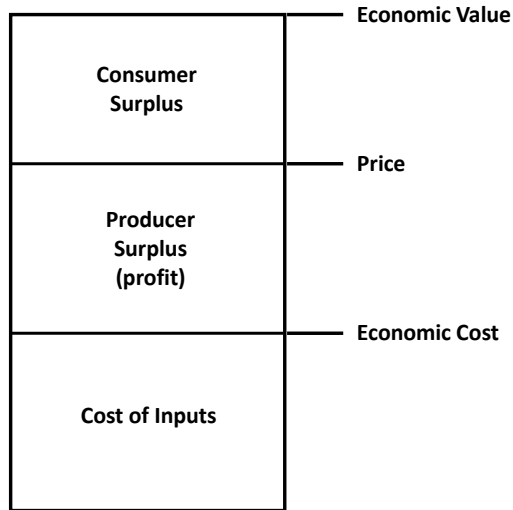 Economic Value
Consumer
Surplus
Price
Producer
Surplus
(profit)
Economic Cost
Cost of Inputs